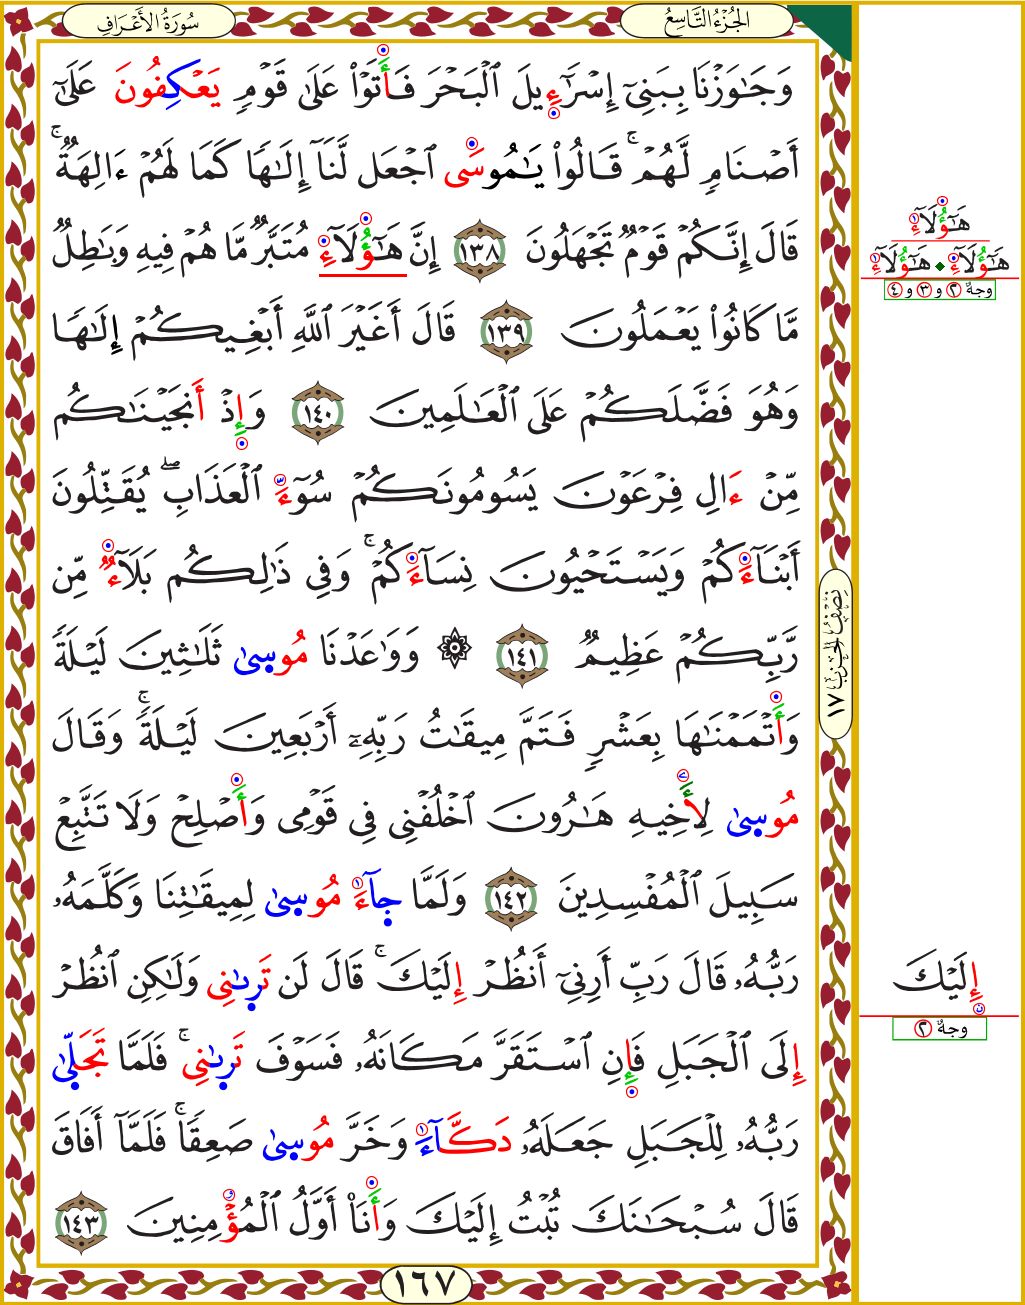 الجُزْءُ التَّاسِعُ
سُورَةُ الأَعْرَافِ
وَجَٰوَزْنَا بِبَنِىٓ إِسْرَٰٓءِيلَ ٱلْبَحْرَ فَأَتَوْا۟ عَلَىٰ قَوْمٍ يَعْكِفُونَ عَلَىٰٓ
أَصْنَامٍ لَّهُمْ ۚ قَالُوا۟ يَٰمُوسَى ٱجْعَل لَّنَآ إِلَٰهًا كَمَا لَهُمْ ءَالِهَةٌ ۚ
قَالَ إِنَّكُمْ قَوْمٌ تَجْهَلُونَ ١٣٨ إِنَّ هَٰٓؤُلَآءِ مُتَبَّرٌ مَّا هُمْ فِيهِ وَبَٰطِلٌ
مَّا كَانُوا۟ يَعْمَلُونَ ١٣٩ قَالَ أَغَيْرَ ٱللَّهِ أَبْغِيكُمْ إِلَٰهًا
وَهُوَ فَضَّلَكُمْ عَلَى ٱلْعَٰلَمِينَ ١٤٠ وَإِذْ أَنجَيْنَٰكُم
مِّنْ ءَالِ فِرْعَوْنَ يَسُومُونَكُمْ سُوٓءَ ٱلْعَذَابِ ۖ يُقَتِّلُونَ
أَبْنَآءَكُمْ وَيَسْتَحْيُونَ نِسَآءَكُمْ ۚ وَفِى ذَٰلِكُم بَلَآءٌ مِّن
رَّبِّكُمْ عَظِيمٌ ١٤١ ۞ وَوَٰعَدْنَا مُوسَىٰ ثَلَٰثِينَ لَيْلَةً
وَأَتْمَمْنَٰهَا بِعَشْرٍ فَتَمَّ مِيقَٰتُ رَبِّهِۦٓ أَرْبَعِينَ لَيْلَةً ۚ وَقَالَ
مُوسَىٰ لِأَخِيهِ هَٰرُونَ ٱخْلُفْنِى فِى قَوْمِى وَأَصْلِحْ وَلَا تَتَّبِعْ
سَبِيلَ ٱلْمُفْسِدِينَ ١٤٢ وَلَمَّا جَآءَ مُوسَىٰ لِمِيقَٰتِنَا وَكَلَّمَهُۥ
رَبُّهُۥ قَالَ رَبِّ أَرِنِىٓ أَنظُرْ إِلَيْكَ ۚ قَالَ لَن تَرَىٰنِى وَلَٰكِنِ ٱنظُرْ
إِلَى ٱلْجَبَلِ فَإِنِ ٱسْتَقَرَّ مَكَانَهُۥ فَسَوْفَ تَرَىٰنِى ۚ فَلَمَّا تَجَلَّىٰ
رَبُّهُۥ لِلْجَبَلِ جَعَلَهُۥ دَكَّآءَ وَخَرَّ مُوسَىٰ صَعِقًا ۚ فَلَمَّآ أَفَاقَ
قَالَ سُبْحَٰنَكَ تُبْتُ إِلَيْكَ وَأَنَا۠ أَوَّلُ ٱلْمُؤْمِنِينَ ١٤٣
١٦٧
نِصْفُ الحِزْبِ ١٧
هَٰٓؤُلَآءِ
هَٰٓؤُلَآءِ ⬥ هَٰٓؤُلَآءِ
وجهٌ ٢ و ٣ و ٤
إِلَيْكَ
وجهٌ ٢